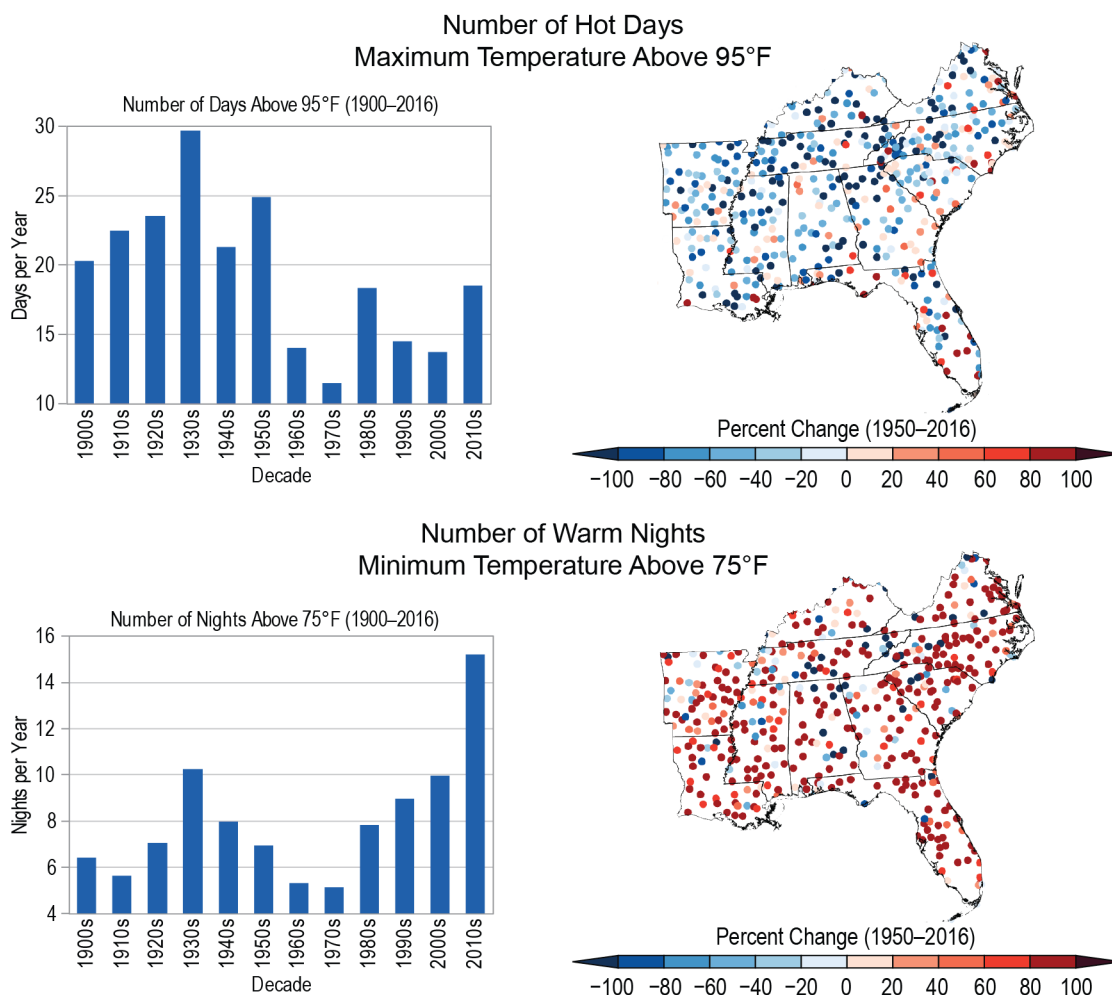 Number of Hot Days
Maximum Temperature Above 95°F
Number of Days Above 95°F (1900–2016)
Days per Year
30
25
20
15
10
1900s
1910s
1920s
1930s
1940s
1950s
1960s
1970s
1980s
1990s
2000s
2010s
Decade
Percent Change (1950–2016)
−100 −80 −60 −40 −20 0 20 40 60 80 100
Number of Warm Nights
Minimum Temperature Above 75°F
Number of Nights Above 75°F (1900–2016)
Nights per Year
16
14
12
10
8
6
4
1900s
1910s
1920s
1930s
1940s
1950s
1960s
1970s
1980s
1990s
2000s
2010s
Decade
Percent Change (1950–2016)
−100 −80 −60 −40 −20 0 20 40 60 80 100